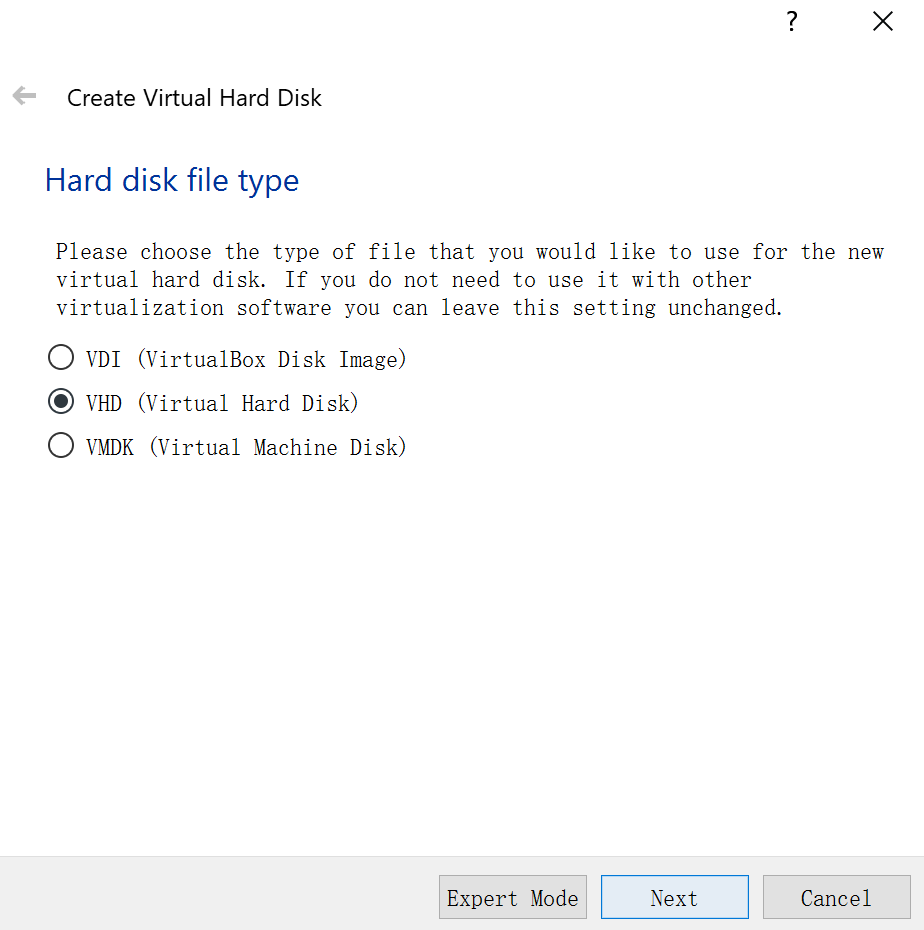 ?
Create Virtual Hard Disk
Hard disk file type
Please choose the type of file that you would like to use for the new
virtual hard disk. If you do not need to use it with other
virtualization software you can leave this setting unchanged.
VDI (VirtualBox Disk Image)
VHD (Virtual Hard Disk)
VMDK (Virtual Machine Disk)
Expert Mode
Next
Cancel